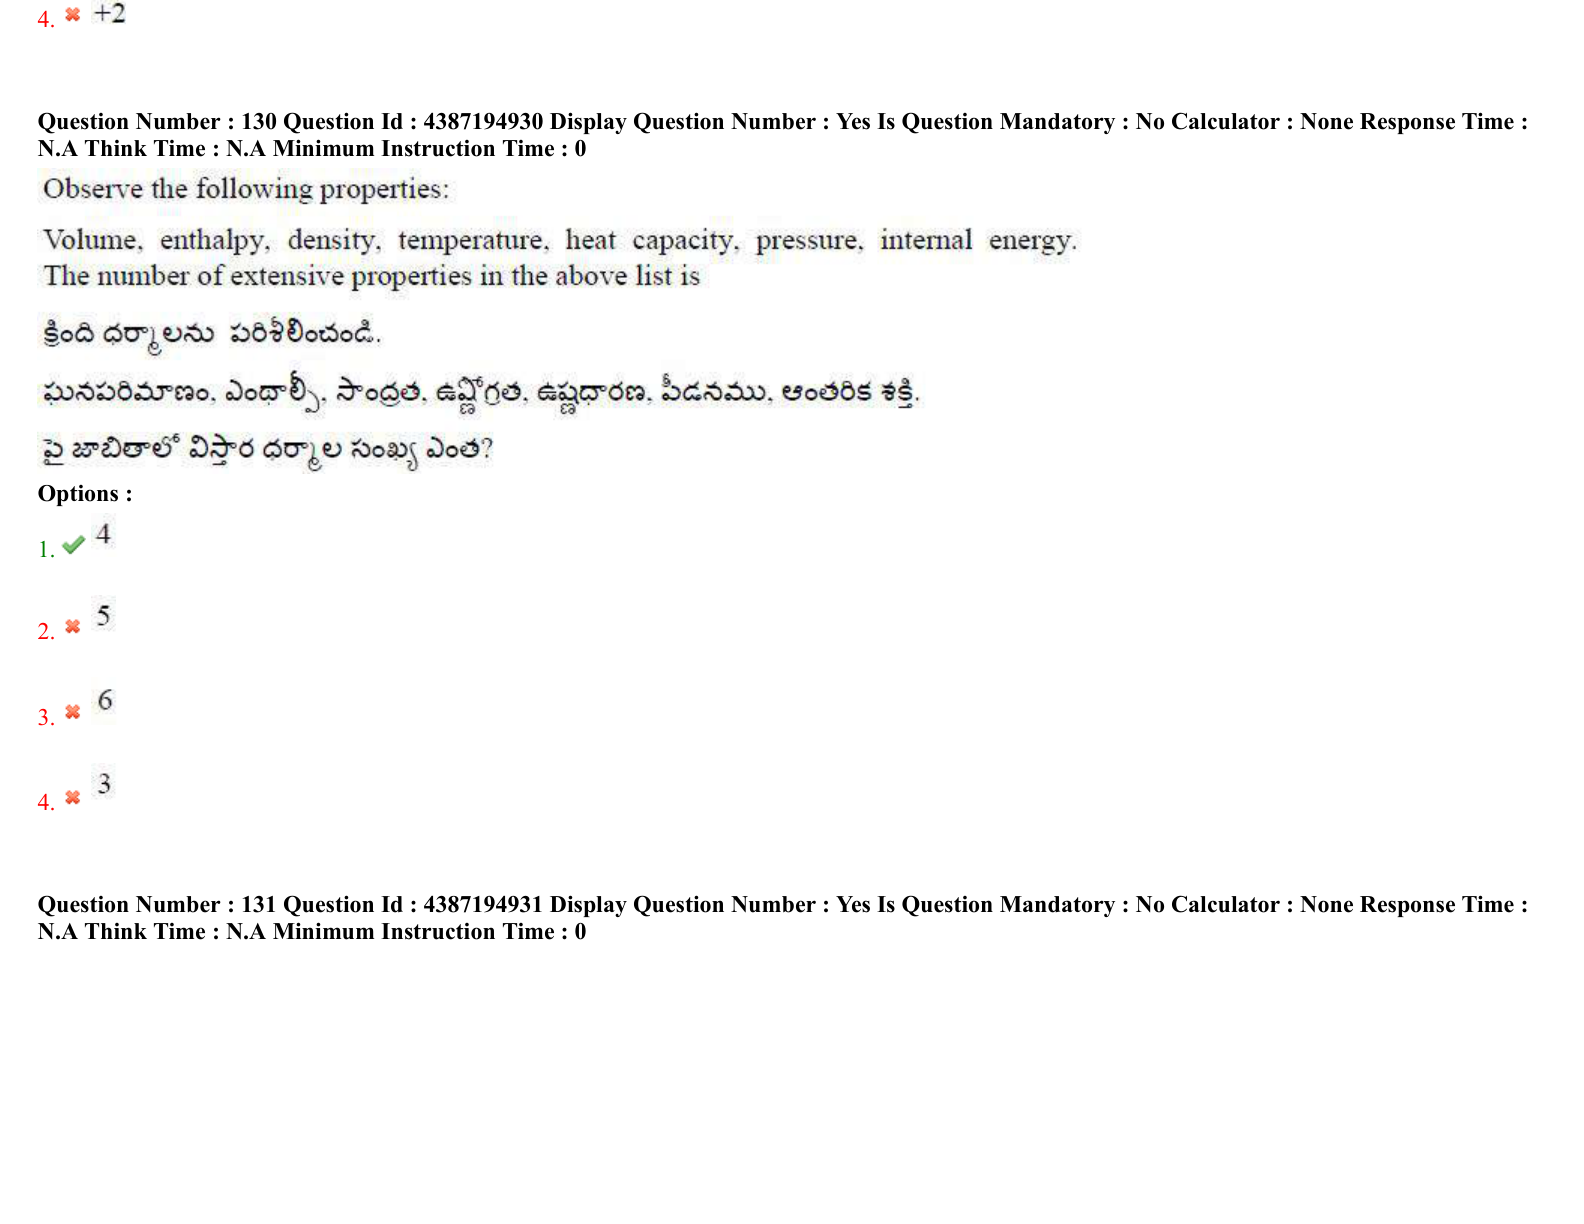 4. +2
Question Number : 130 Question Id : 4387194930 Display Question Number : Yes Is Question Mandatory : No Calculator : None Response Time :
N.A Think Time : N.A Minimum Instruction Time : 0
Observe the following properties:
Volume, enthalpy, density, temperature, heat capacity, pressure, internal energy.
The number of extensive properties in the above list is
క్రింది ధర్మాలను పరిశీలించండి.
ఘనపరిమాణం, ఎంథాల్పీ, సాంద్రత, ఉష్ణోగ్రత, ఉష్ణధారణ, పీడనము, ఆంతరిక శక్తి.
పై జాబితాలో విస్తార ధర్మాల సంఖ్య ఎంత?
Options :
1. 4
2. 5
3. 6
4. 3
Question Number : 131 Question Id : 4387194931 Display Question Number : Yes Is Question Mandatory : No Calculator : None Response Time :
N.A Think Time : N.A Minimum Instruction Time : 0